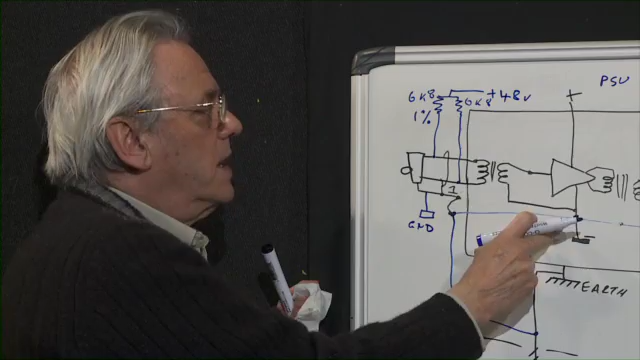 PSU
+
6K8 6K8 +48V
1%
1
GND
EARTH